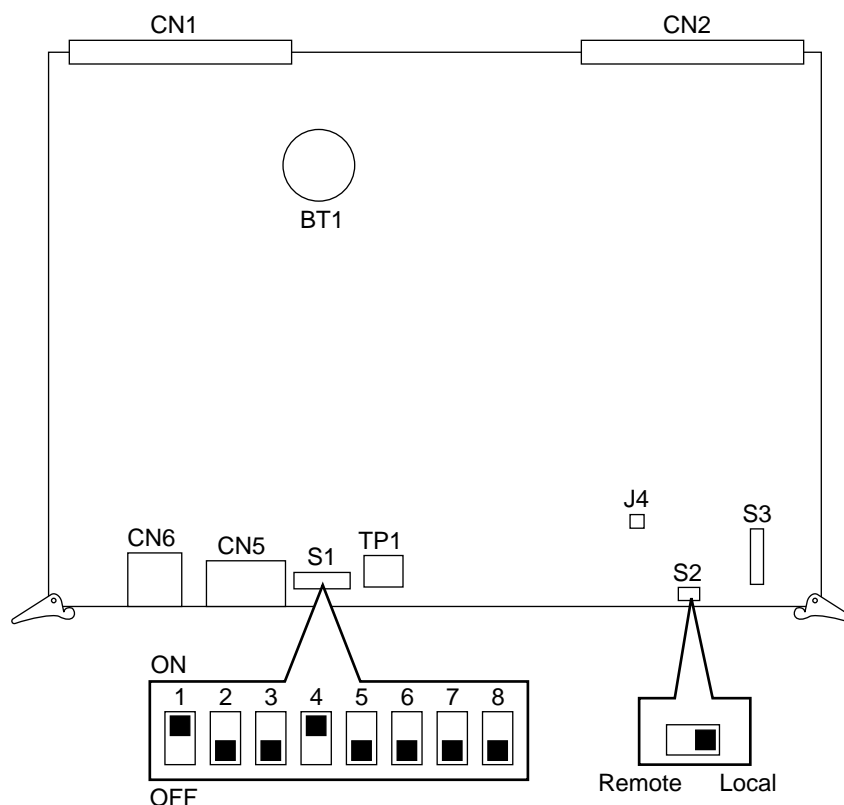 CN1 CN2
BT1
J4
S3
CN6 CN5 S1 TP1
S2
ON
1 2 3 4 5 6 7 8
OFF
Remote Local